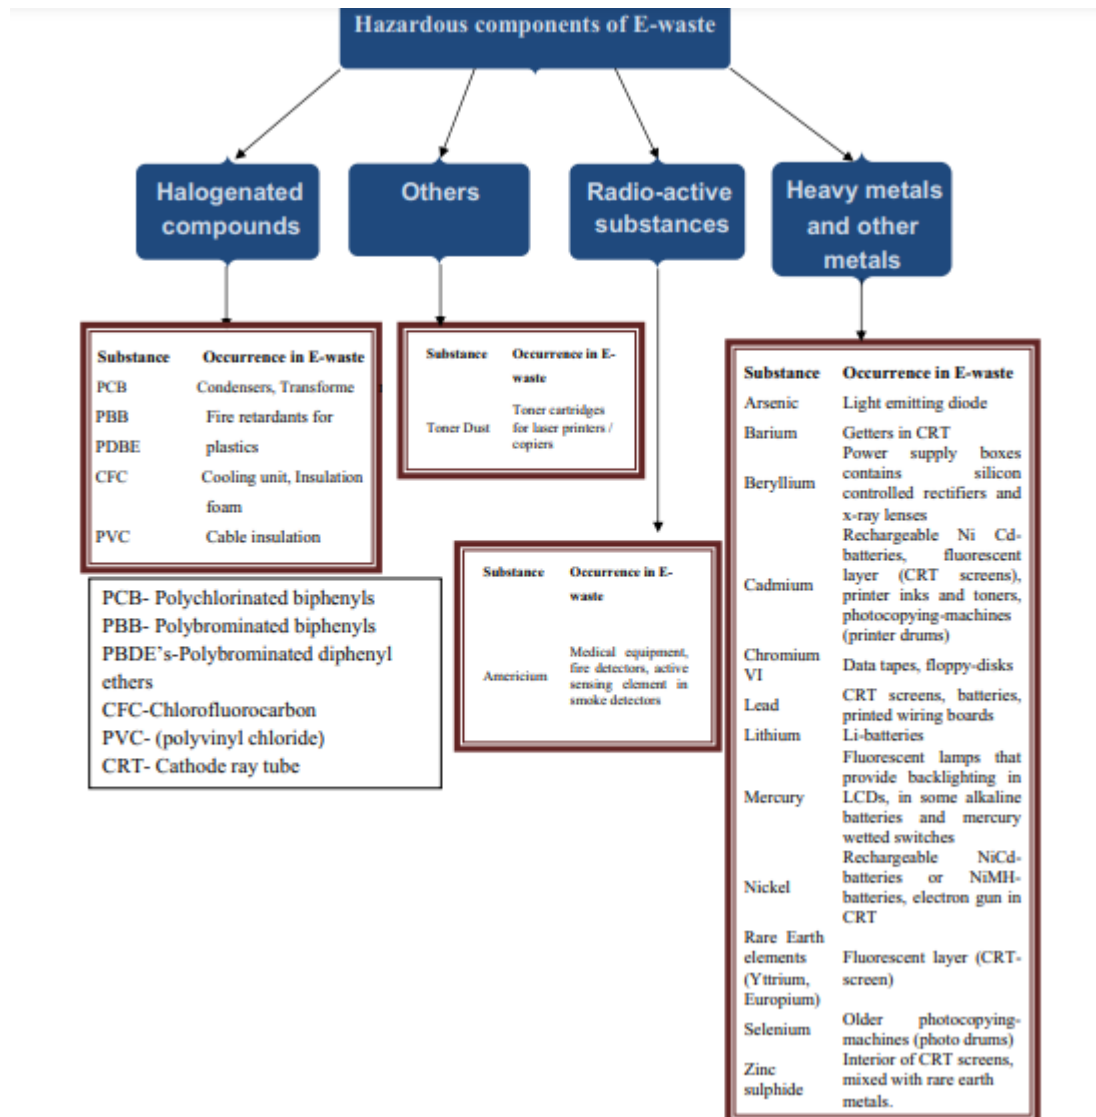 Hazardous components of E-waste
Halogenated
compounds
Others
Radio-active
substances
Heavy metals
and other
metals
Substance Occurrence in E-waste
PCB Condensers, Transforme
PBB Fire retardants for
PDBE plastics
CFC Cooling unit, Insulation
foam
PVC Cable insulation
PCB- Polychlorinated biphenyls
PBB- Polybrominated biphenyls
PBDE's-Polybrominated diphenyl
ethers
CFC-Chlorofluorocarbon
PVC- (polyvinyl chloride)
CRT- Cathode ray tube
Substance Occurrence in E-
waste
Toner cartridges
Toner Dust for laser printers /
copiers
Substance Occurrence in E-
waste
Medical equipment,
fire detectors, active
Americium sensing element in
smoke detectors
Substance Occurrence in E-waste
Arsenic Light emitting diode
Barium Getters in CRT
Power supply boxes
contains silicon
Beryllium controlled rectifiers and
x-ray lenses
Rechargeable Ni Cd-
batteries, fluorescent
layer (CRT screens),
Cadmium printer inks and toners,
photocopying-machines
(printer drums)
Chromium
VI Data tapes, floppy-disks
Lead CRT screens, batteries,
printed wiring boards
Lithium Li-batteries
Fluorescent lamps that
provide backlighting in
Mercury LCDs, in some alkaline
batteries and mercury
wetted switches
Rechargeable NiCd-
batteries or NiMH-
Nickel batteries, electron gun in
CRT
Rare Earth
elements Fluorescent layer (CRT-
(Yttrium, screen)
Europium)
Selenium Older photocopying-
machines (photo drums)
Zinc Interior of CRT screens,
sulphide mixed with rare earth
metals.